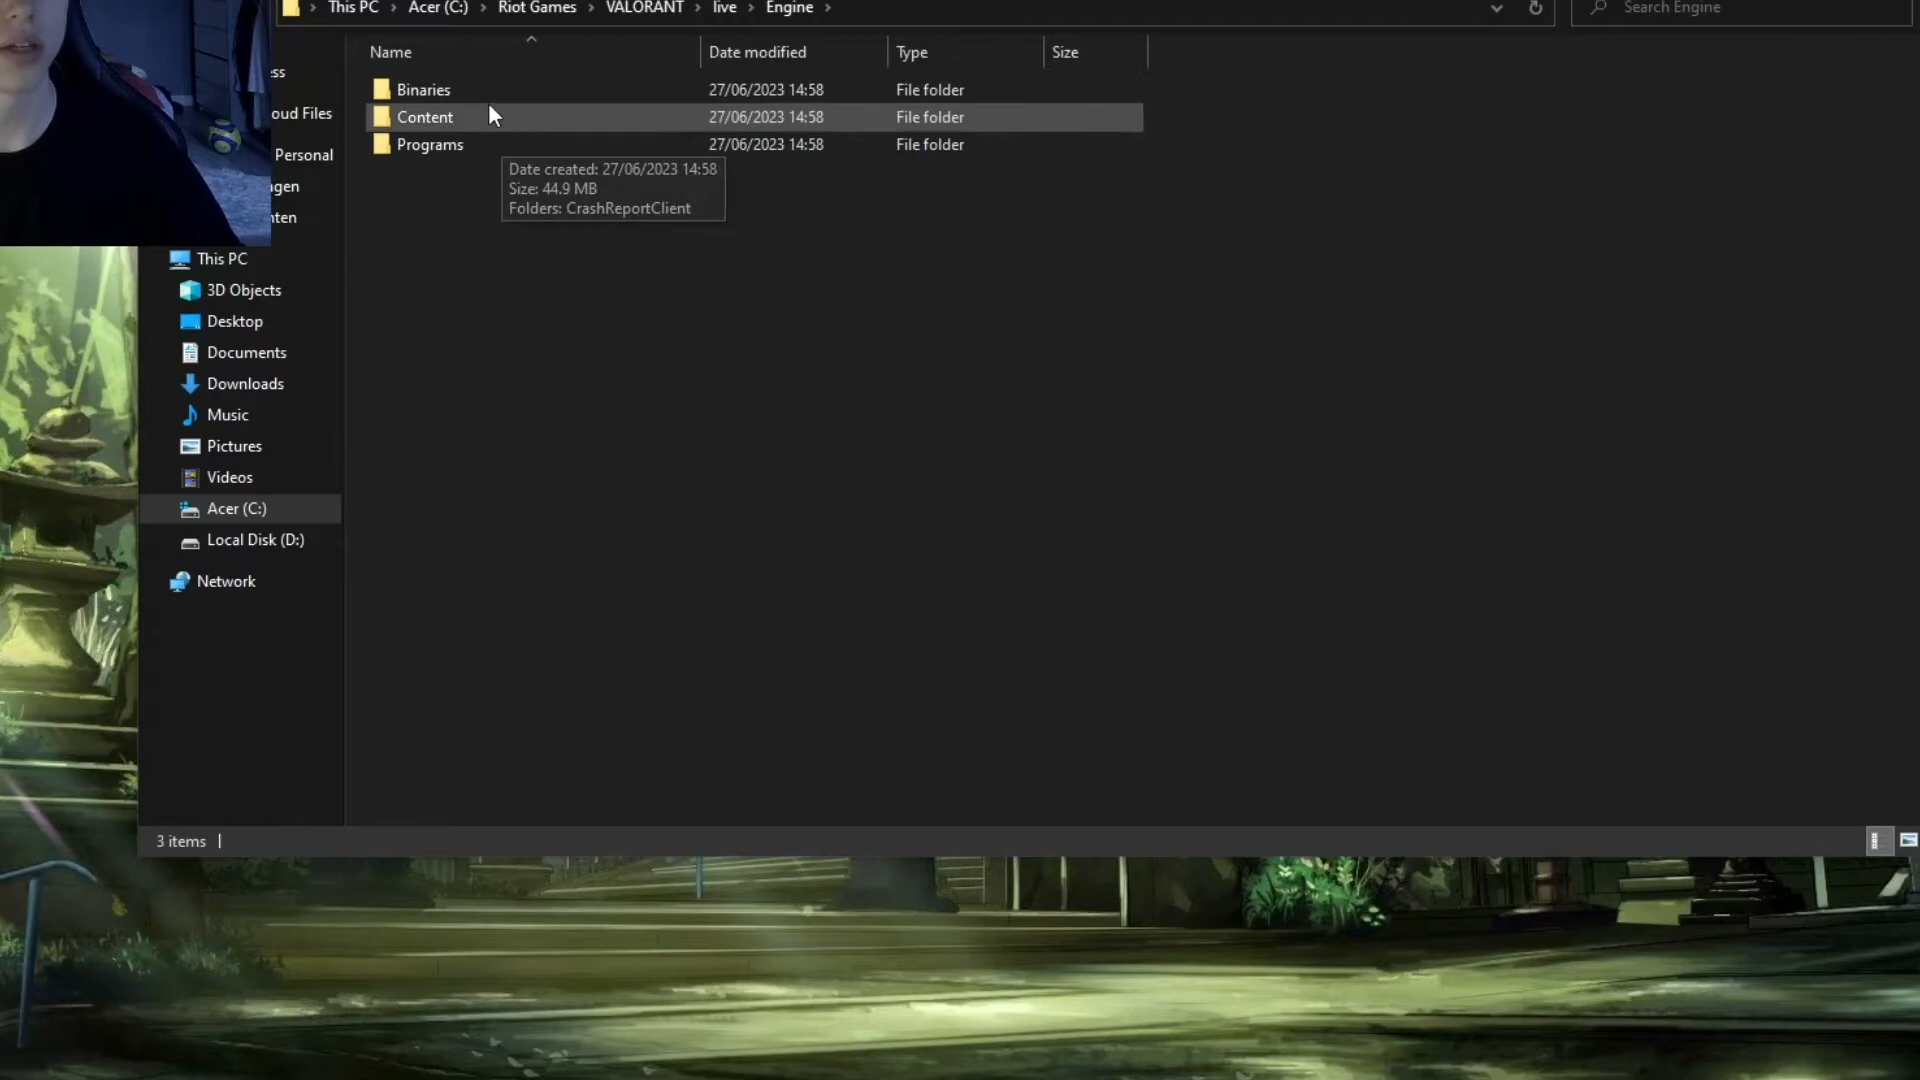 This PC > Acer (C:) > Riot Games > VALORANT > live > Engine >
Search Engine
Name Date modified Type Size
Binaries 27/06/2023 14:58 File folder
Content 27/06/2023 14:58 File folder
Programs 27/06/2023 14:58 File folder
Date created: 27/06/2023 14:58
Size: 44.9 MB
Folders: CrashReportClient
ess
oud Files
Personal
gen
nten
This PC
3D Objects
Desktop
Documents
Downloads
Music
Pictures
Videos
Acer (C:)
Local Disk (D:)
Network
3 items